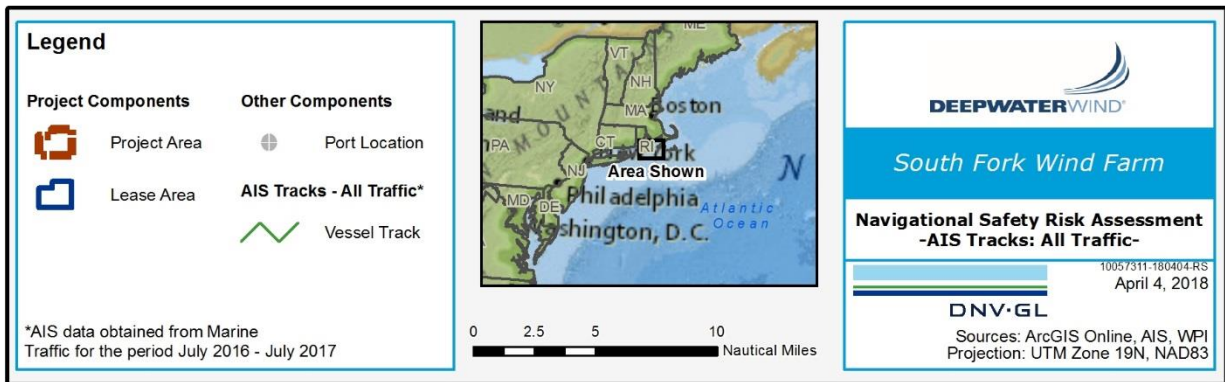 Legend
Project Components
Project Area
Lease Area
Other Components
Port Location
AIS Tracks - All Traffic*
Vessel Track
*AIS data obtained from Marine
Traffic for the period July 2016 - July 2017
ME
VT
NH
NY
MA
Boston
CT
RI
PA
Area Shown
NJ
Philadelphia
MD
DE
Atlantic
Ocean
shington, D.C.
N
0 2.5 5 10
Nautical Miles
DEEPWATER WIND®
South Fork Wind Farm
Navigational Safety Risk Assessment
-AIS Tracks: All Traffic-
10057311-180404-RS
April 4, 2018
DNV·GL
Sources: ArcGIS Online, AIS, WPI
Projection: UTM Zone 19N, NAD83